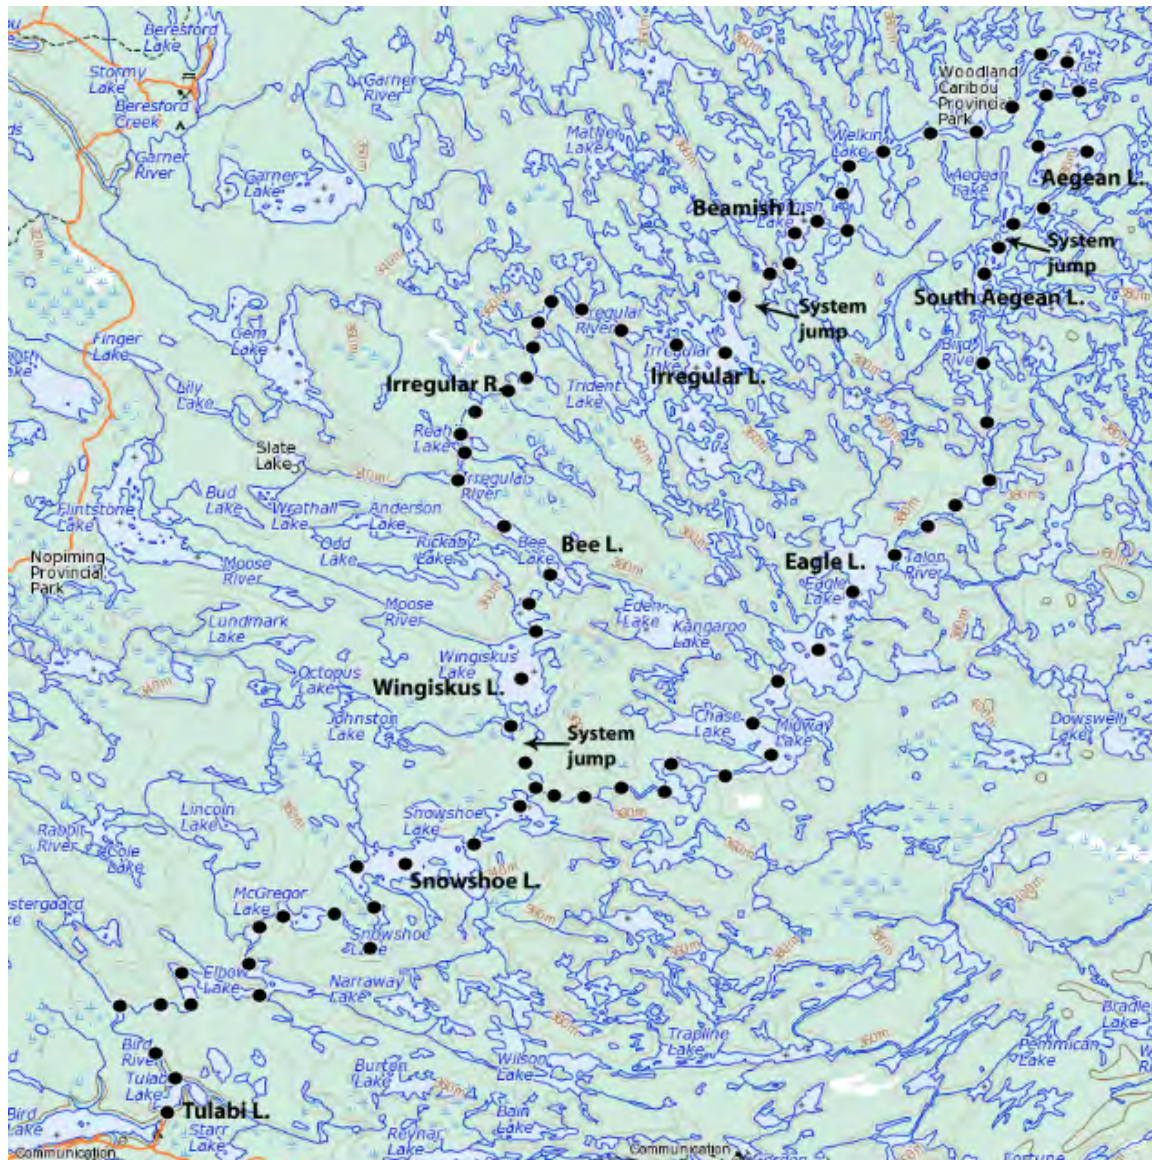 Beresford
Lake
Stormy
Lake
Beresford
Creek
Garner
River
Garner
River
Garner
Lake
Mather
Lake
Woodland
Caribou
Provincial
Park
Lake
Welkin
Lake
Aegean
Lake
Aegean L.
Beamish L.
Lake
System
jump
South Aegean L.
System
jump
Bird
River
Irregular
River
Irregular
Lake
Irregular L.
Gem
Lake
Finger
Lake
Lily
Lake
Irregular R.
Trident
Lake
Reah
Lake
Slate
Lake
Irregular
River
Flintstone
Lake
Bud
Lake
Wrathall
Lake
Anderson
Lake
Odd
Lake
Rickaby
Lake
Bee
Lake
Bee L.
Nopiming
Provincial
Park
Moose
River
Moose
River
Eagle L.
Eagle
Lake
Talon
River
Lundmark
Lake
Eden
Lake
Kangaroo
Lake
Octopus
Lake
Wingiskus
Lake
Wingiskus L.
Johnston
Lake
Chase
Lake
Midway
Lake
Dowswell
Lake
System
jump
Lincoln
Lake
Snowshoe
Lake
Rabbit
River
Cole
Lake
Snowshoe L.
McGregor
Lake
Snowshoe
Lake
Elbow
Lake
Narraway
Lake
Bird
River
Tulabi
Lake
Tulabi L.
Bird
Lake
Starr
Lake
Burton
Lake
Wilson
Lake
Bain
Lake
Reynar
Lake
Trapline
Lake
Pemmican
Lake
Lake
Communication
Communication